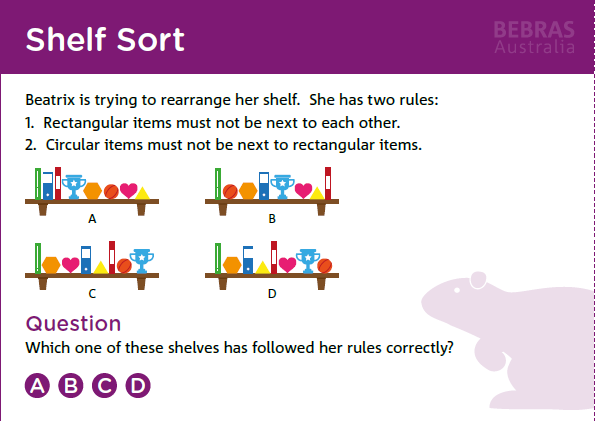 Shelf Sort
BEBRAS
Australia
Beatrix is trying to rearrange her shelf.  She has two rules:
1.  Rectangular items must not be next to each other.
2.  Circular items must not be next to rectangular items.
A
B
C
D
Question
Which one of these shelves has followed her rules correctly?
A B C D